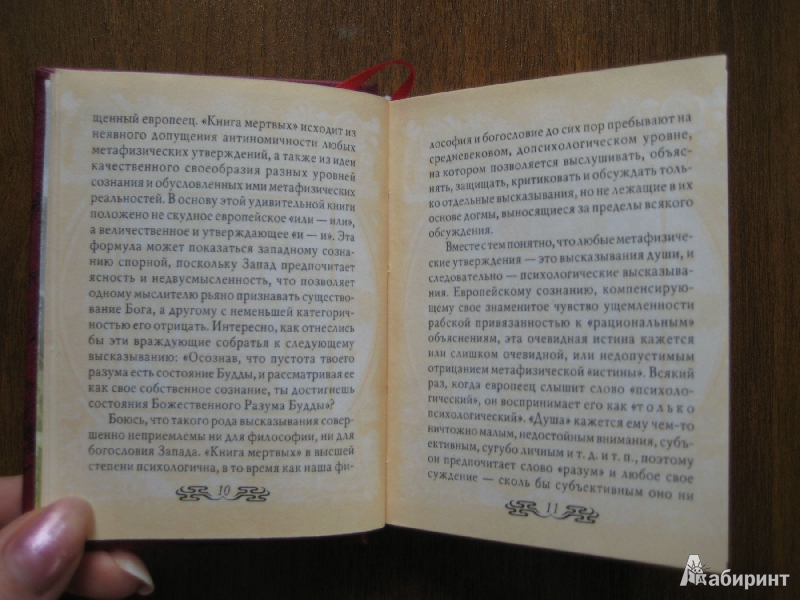 щенный европеец. «Книга мертвых» исходит из
неявного допущения антиномичности любых
метафизических утверждений, а также из идеи
качественного своеобразия разных уровней
сознания и обусловленных ими метафизических
реальностей. В основу этой удивительной книги
положено не скудное европейское «или — или»,
а величественное и утверждающее «и — и». Эта
формула может показаться западному созна-
нию спорной, поскольку Запад предпочитает
ясность и недвусмысленность, что позволяет
одному мыслителю рьяно признавать существо-
вание Бога, а другому с неменьшей категорич-
ностью его отрицать. Интересно, как отнеслись
бы эти враждующие собратья к следующему
высказыванию: «Осознав, что пустота твоего
разума есть состояние Будды, и рассматривая ее
как свое собственное сознание, ты достигнешь
состояния Божественного Разума Будды»?
Боюсь, что такого рода высказывания совер-
шенно неприемлемы ни для философии, ни для
богословия Запада. «Книга мертвых» в высшей
степени психологична, в то время как наша фи-
10
лософия и богословие до сих пор пребывают на
средневековом, допсихологическом уровне,
на котором позволяется выслушивать, объяс-
нять, защищать, критиковать и обсуждать толь-
ко отдельные высказывания, но не лежащие в их
основе догмы, выносящиеся за пределы всякого
обсуждения.
Вместе с тем понятно, что любые метафизиче-
ские утверждения — это высказывания души, и
следовательно — психологические высказыва-
ния. Европейскому сознанию, компенсирующе-
му свое знаменитое чувство ущемленности
рабской привязанностью к «рациональным»
объяснениям, эта очевидная истина кажется
или слишком очевидной, или недопустимым
отрицанием метафизической «истины». Всякий
раз, когда европеец слышит слово «психоло-
гический», он воспринимает его как «только
психологический». «Душа» кажется ему чем-то
ничтожно малым, недостойным внимания, субъ-
ективным, сугубо личным и т. д. и т. п., поэтому
он предпочитает слово «разум» и любое свое
суждение — сколь бы субъективным оно ни
11
Лабиринт